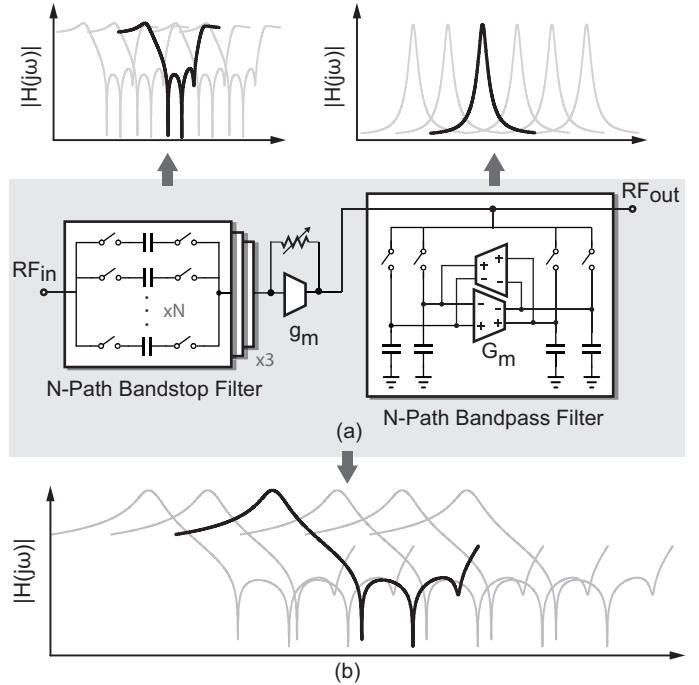 |H(jω)|
|H(jω)|
RFin
xN
x3
gm
N-Path Bandstop Filter
RFout
+ +
- -
- -
+ +
Gm
N-Path Bandpass Filter
(a)
|H(jω)|
(b)